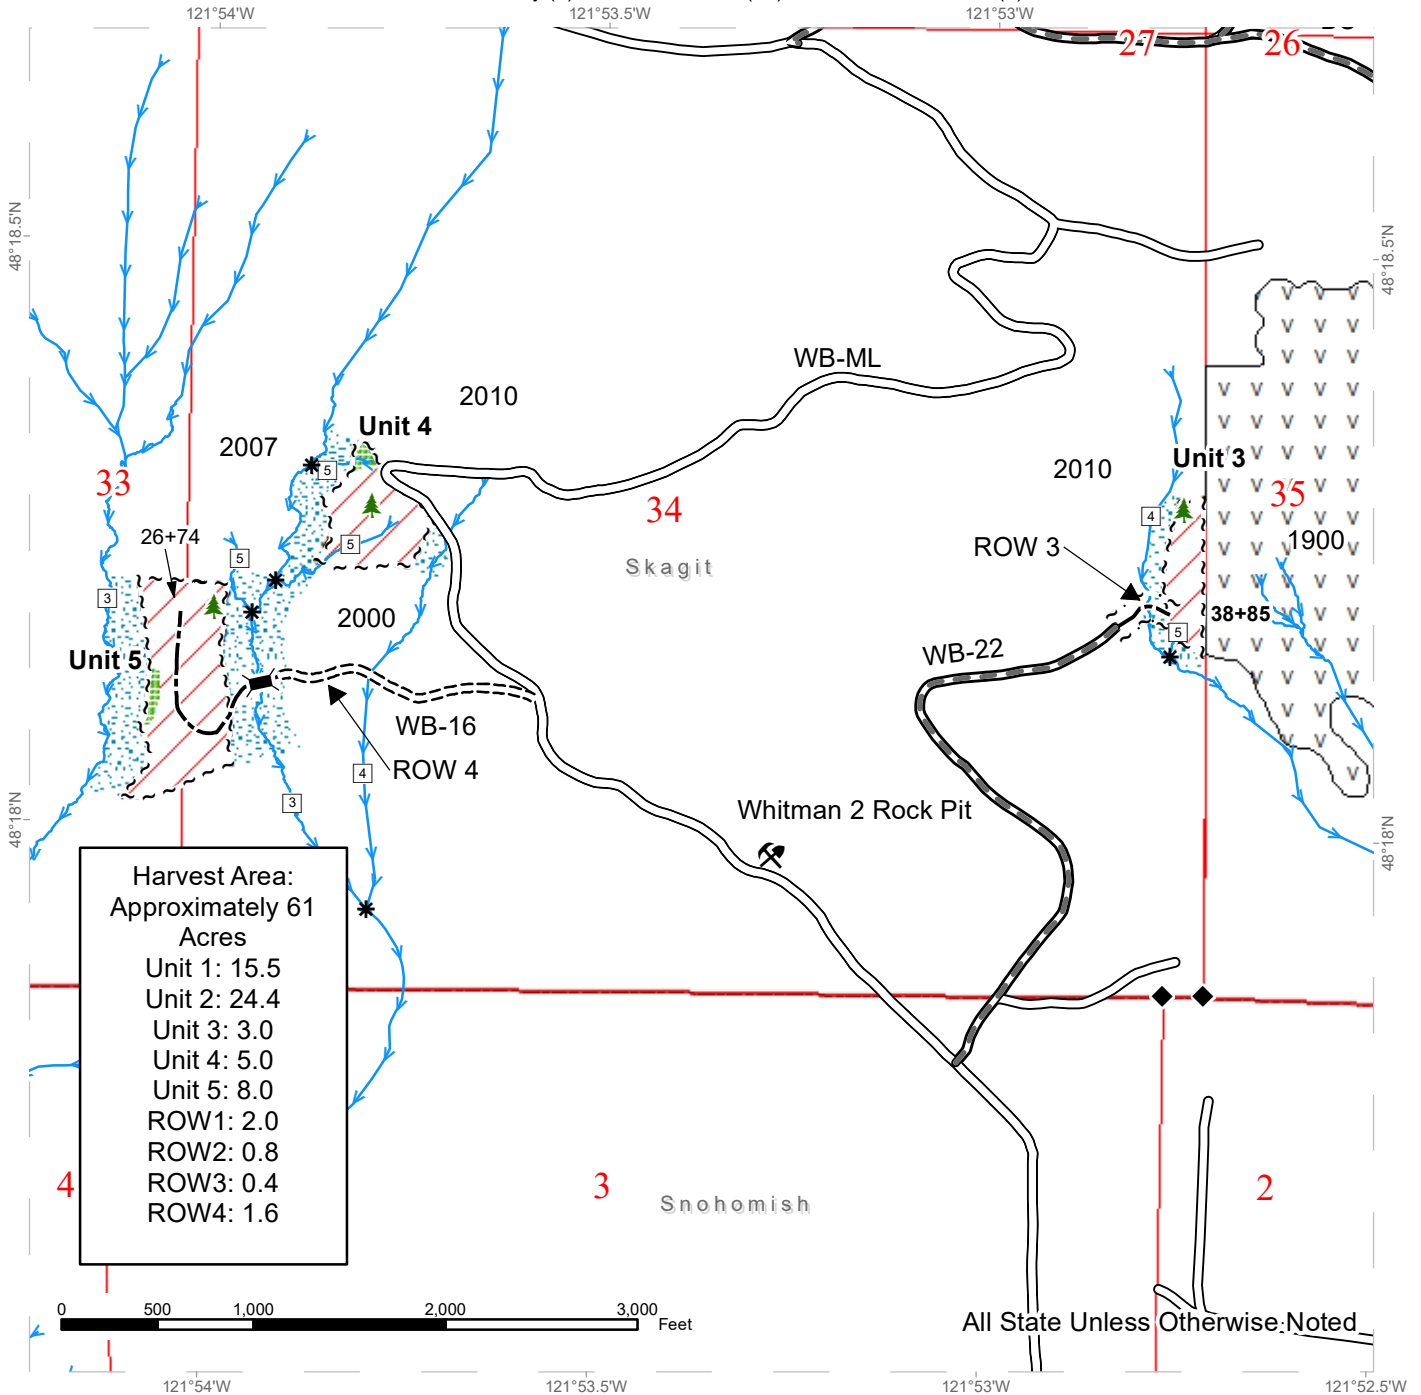 121°54'W
121°53.5'W
121°53'W
27
26
48°18.5'N
48°18.5'N
WB-ML
2010
Unit 4
2007
5
33
34
2010
Unit 3
35
4
26+74
5
5
Skagit
ROW 3
1900
3
2000
38+85
5
Unit 5
WB-22
WB-16
ROW 4
4
3
Whitman 2 Rock Pit
48°18'N
48°18'N
Harvest Area:
Approximately 61
Acres
Unit 1: 15.5
Unit 2: 24.4
Unit 3: 3.0
Unit 4: 5.0
Unit 5: 8.0
ROW1: 2.0
ROW2: 0.8
ROW3: 0.4
ROW4: 1.6
4
3
2
Snohomish
0 500 1,000 2,000 3,000
Feet
All State Unless Otherwise Noted
121°54'W
121°53.5'W
121°53'W
121°52.5'W